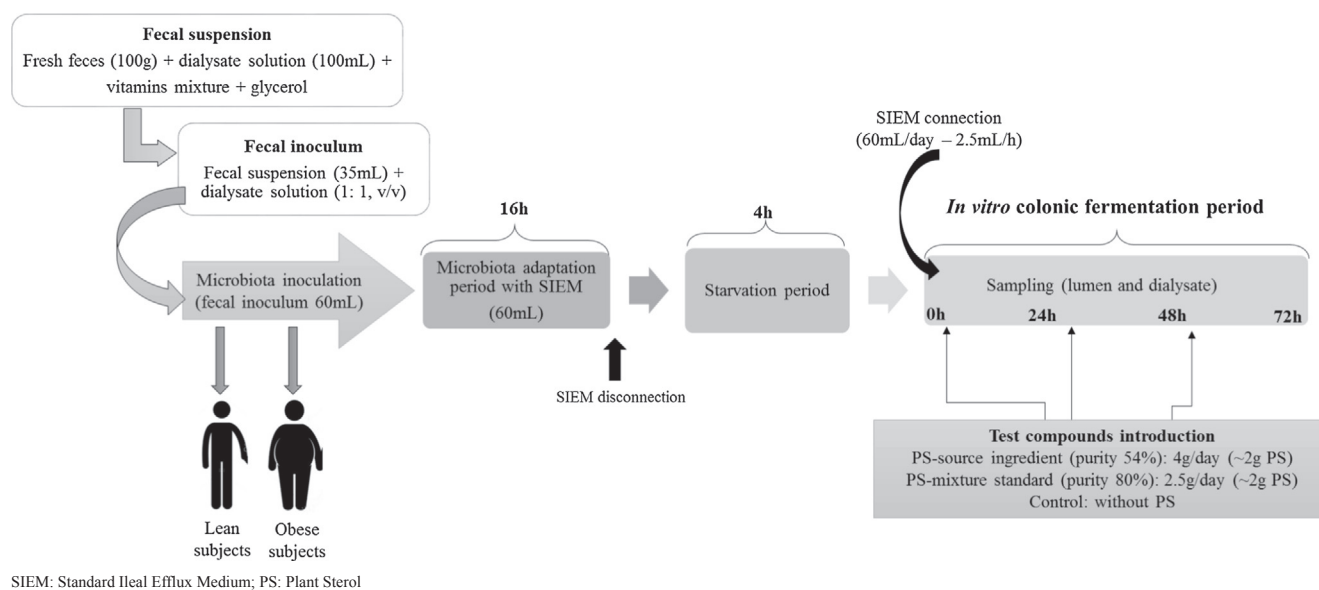 Fecal suspension
Fresh feces (100g) + dialysate solution (100mL) +
vitamins mixture + glycerol
Fecal inoculum
Fecal suspension (35mL) +
dialysate solution (1: 1, v/v)
Microbiota inoculation
(fecal inoculum 60mL)
Lean
subjects
Obese
subjects
16h
Microbiota adaptation
period with SIEM
(60mL)
SIEM disconnection
4h
Starvation period
SIEM connection
(60mL/day – 2.5mL/h)
In vitro colonic fermentation period
Sampling (lumen and dialysate)
0h 24h 48h 72h
Test compounds introduction
PS-source ingredient (purity 54%): 4g/day (~2g PS)
PS-mixture standard (purity 80%): 2.5g/day (~2g PS)
Control: without PS
SIEM: Standard Ileal Efflux Medium; PS: Plant Sterol